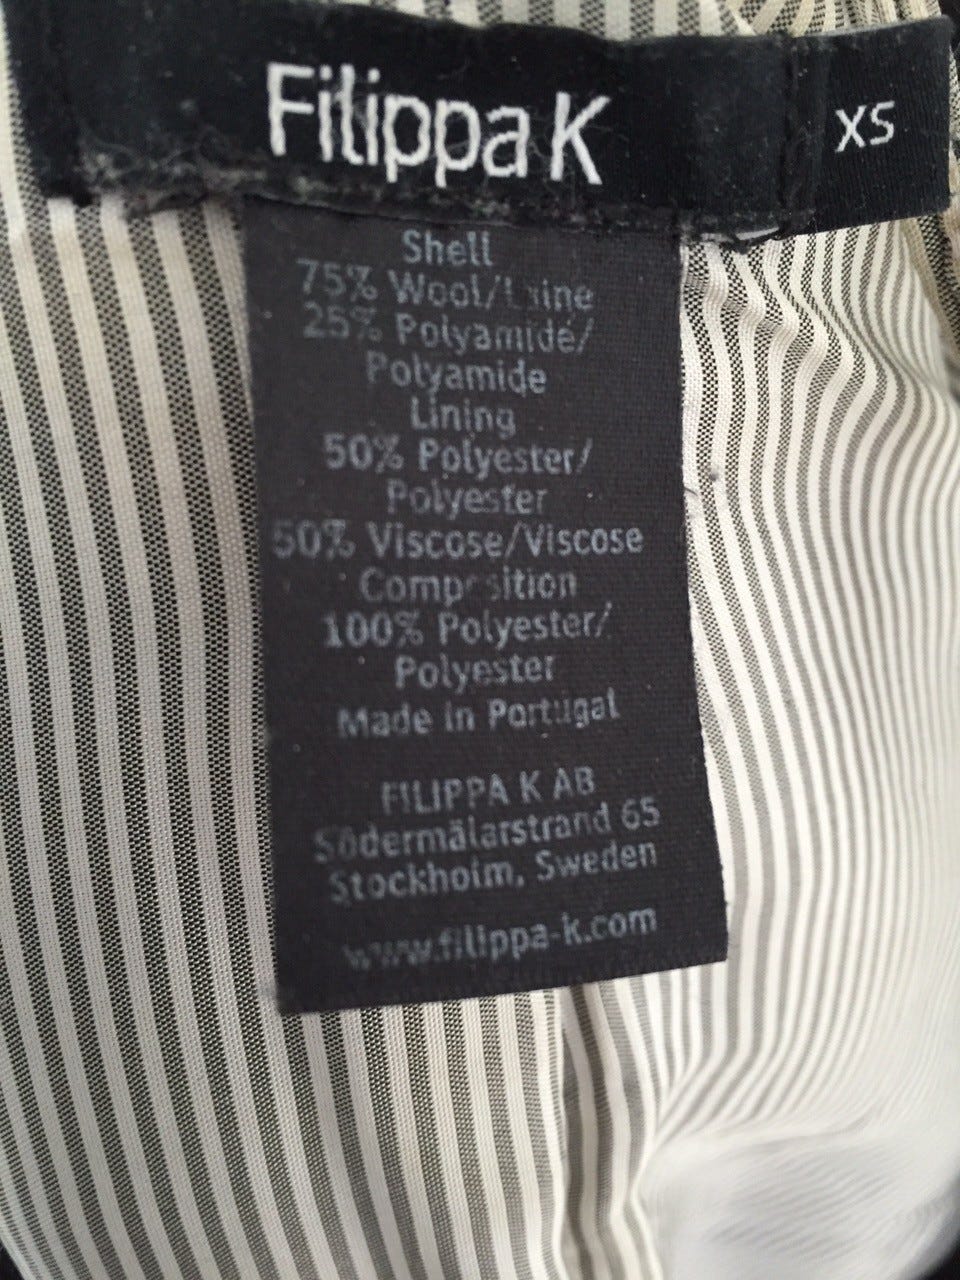 Filippa K
XS
Shell
75% Wool/Laine
25% Polyamide/
Polyamide
Lining
50% Polyester/
Polyester
50% Viscose/Viscose
Composition
100% Polyester/
Polyester
Made in Portugal
FILIPPA K AB
Södermälarstrand 65
Stockholm, Sweden
www.filippa-k.com